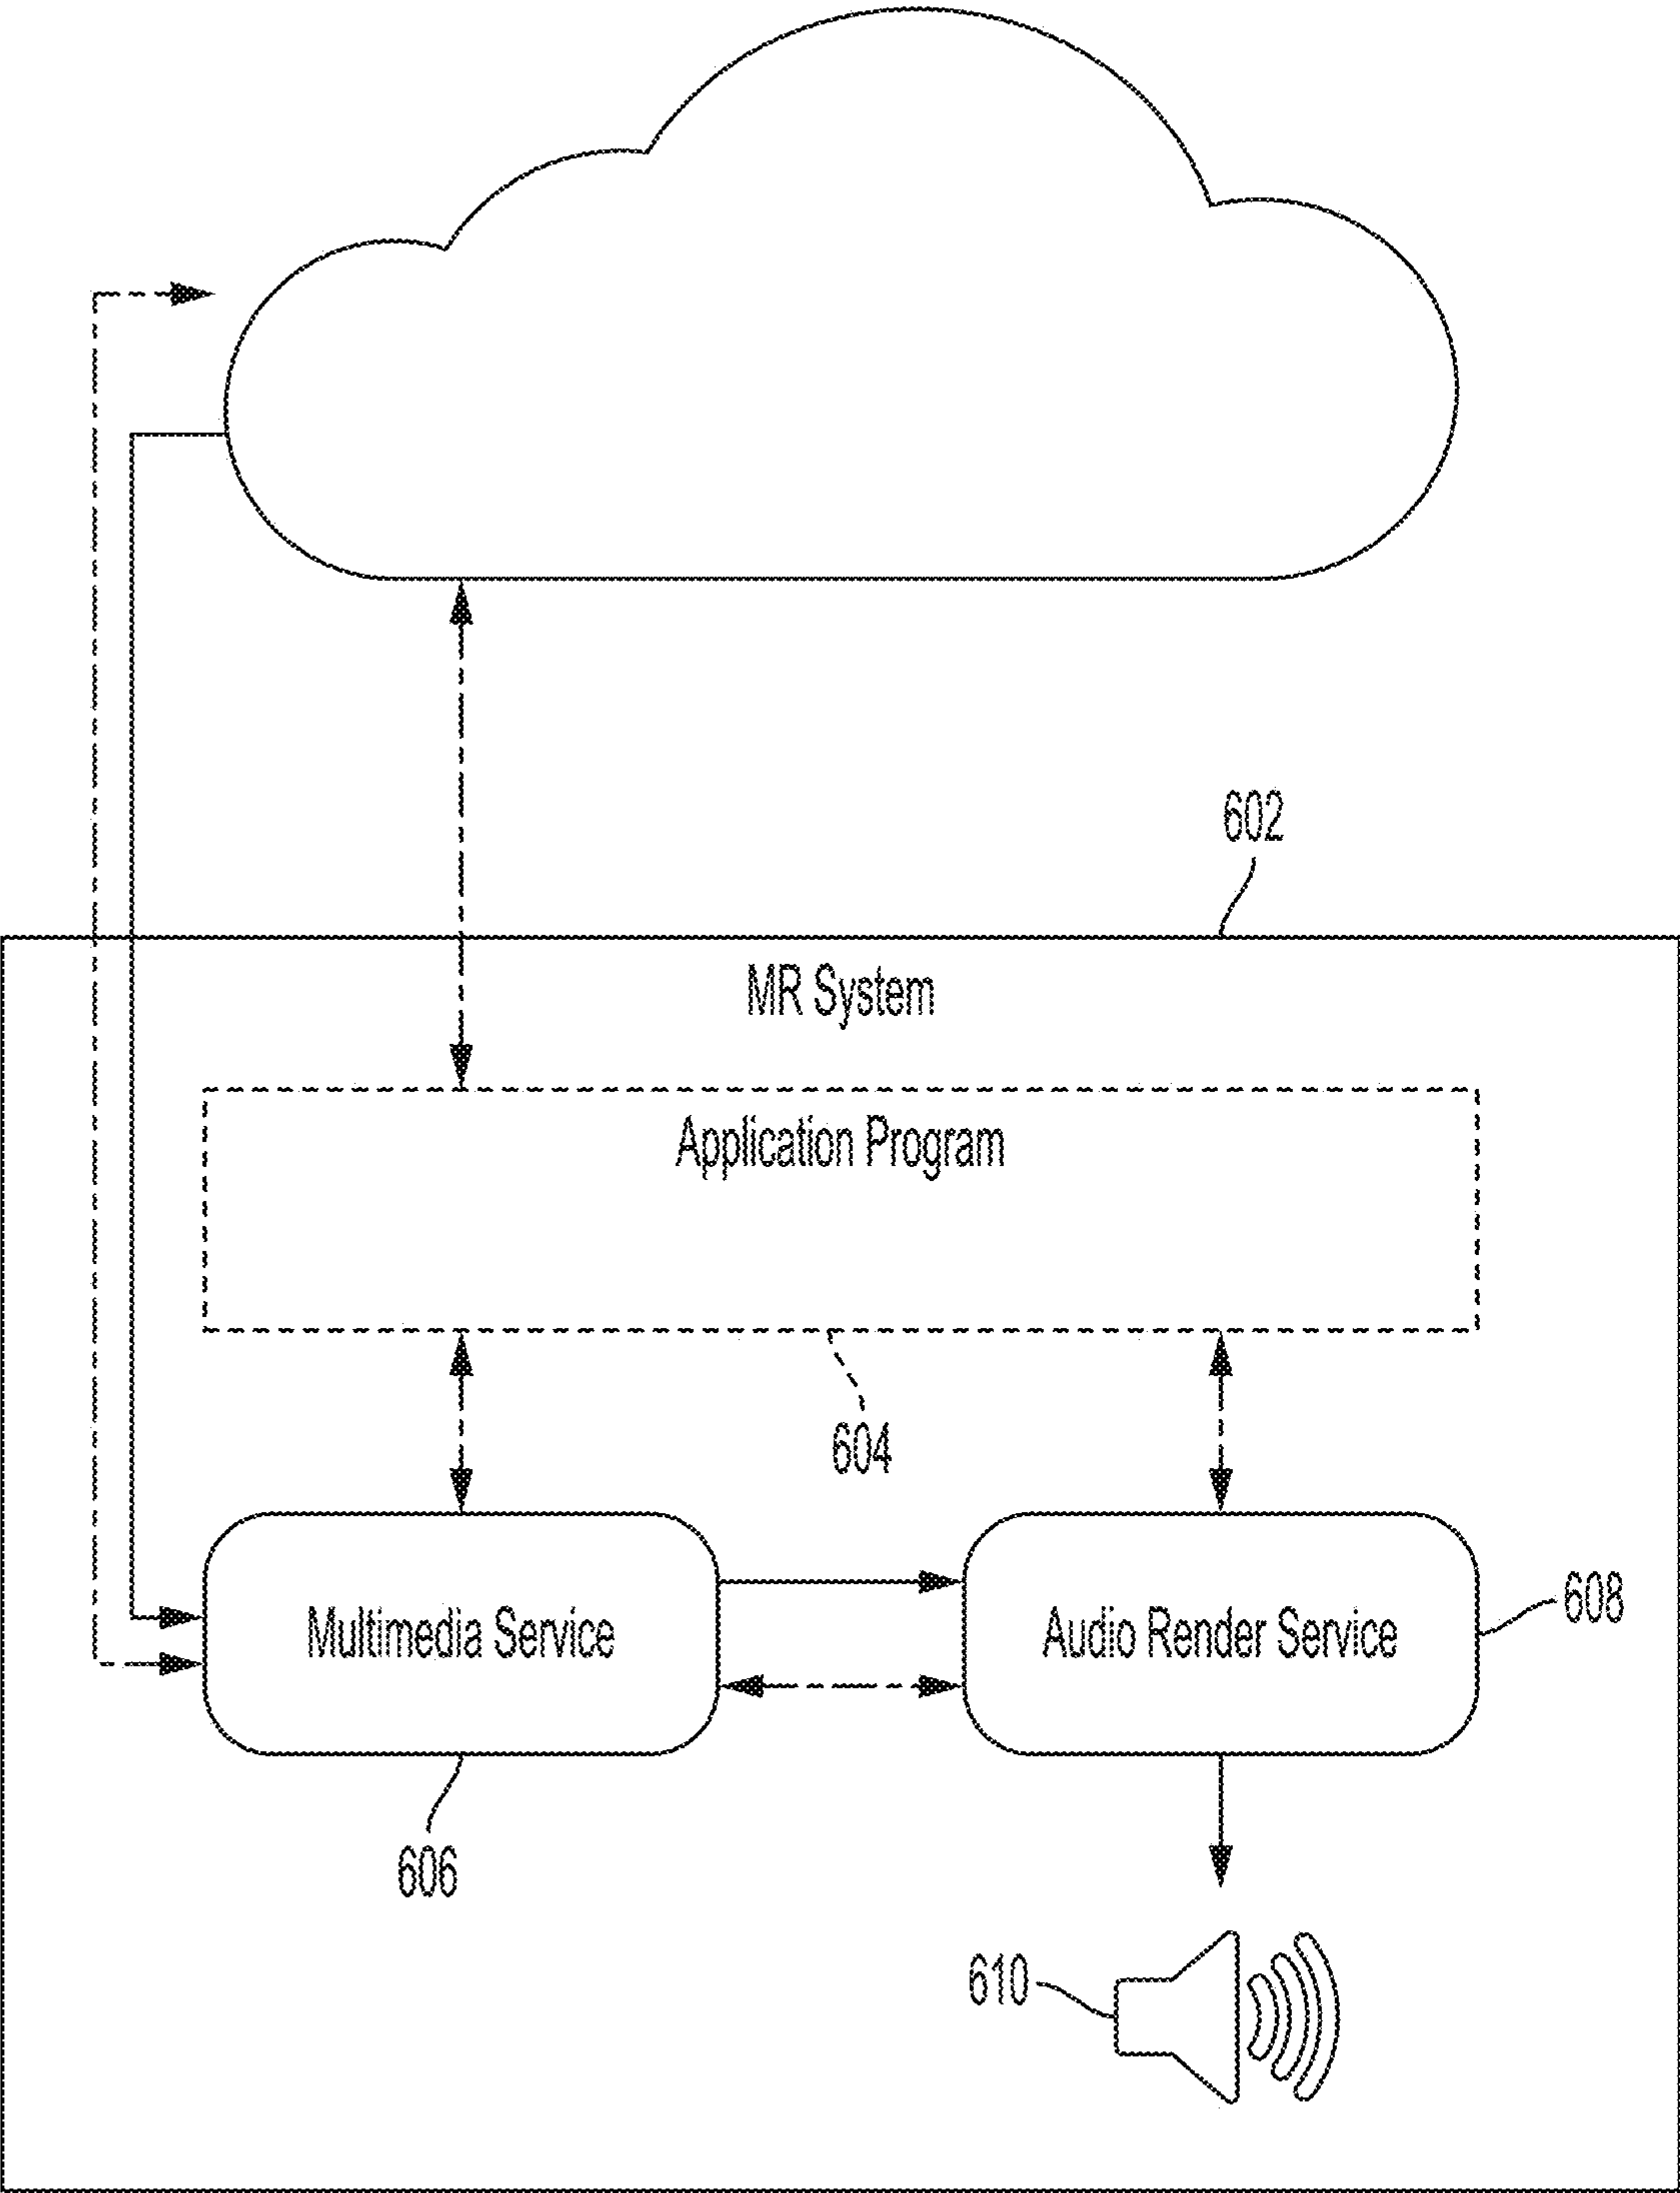 602
MR System
Application Program
604
Multimedia Service
Audio Render Service
608
606
610